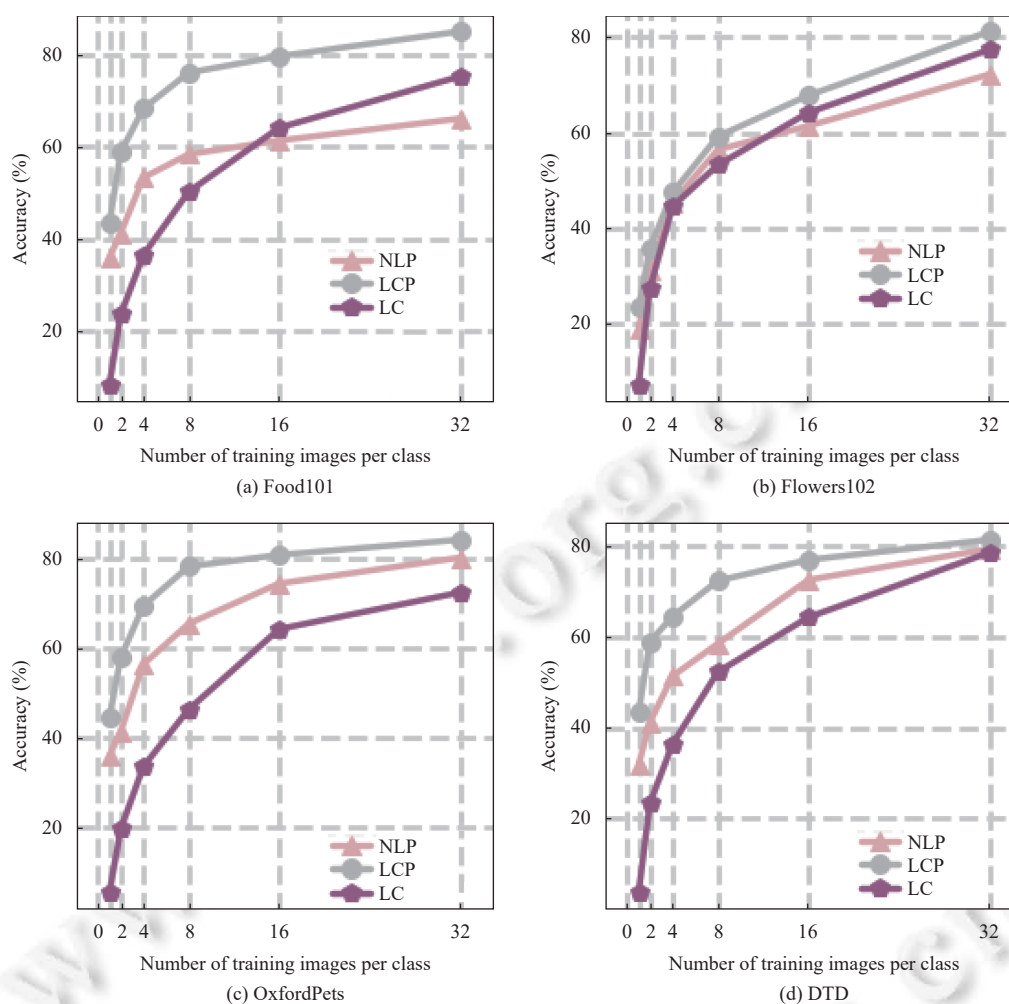 80
60
40
20
Accuracy (%)
NLP
LCP
LC
0 2 4 8 16 32
Number of training images per class
(a) Food101
80
60
40
20
Accuracy (%)
NLP
LCP
LC
0 2 4 8 16 32
Number of training images per class
(b) Flowers102
80
60
40
20
Accuracy (%)
NLP
LCP
LC
0 2 4 8 16 32
Number of training images per class
(c) OxfordPets
80
60
40
20
Accuracy (%)
NLP
LCP
LC
0 2 4 8 16 32
Number of training images per class
(d) DTD